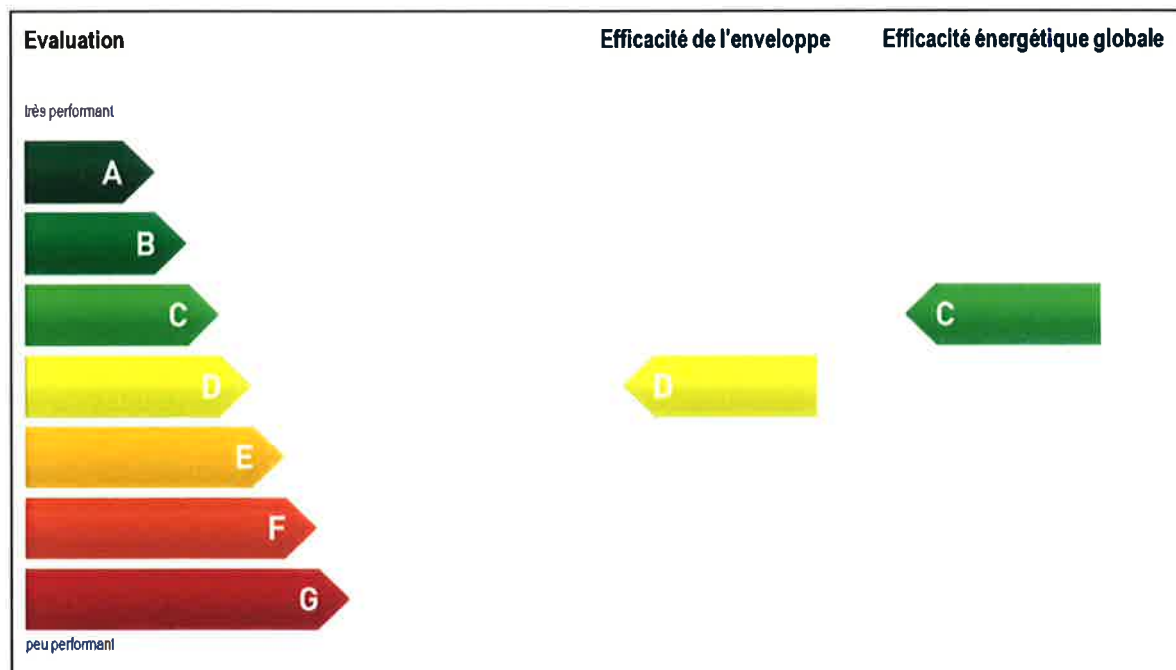 Evaluation
Efficacité de l'enveloppe
Efficacité énergétique globale
très performant
A
B
C
C
D
D
E
F
G
peu performant